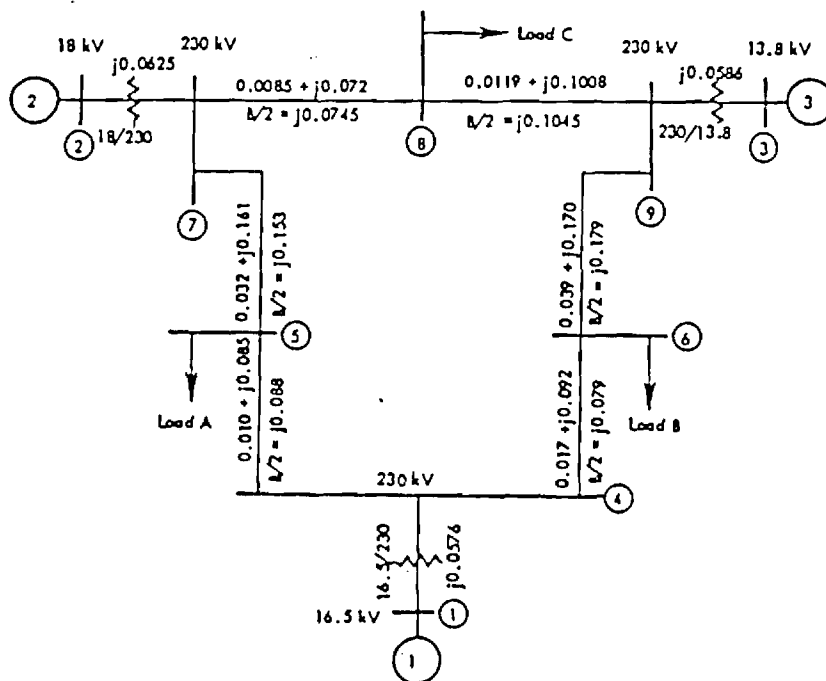 18 kV
230 kV
Load C
230 kV
13.8 kV
j0.0625
j0.0586
0.0085 + j0.072
0.0119 + j0.1008
2
3
B/2 = j0.0745
B/2 = j0.1045
18/230
230/13.8
2
8
3
7
9
0.032 + j0.161
B/2 = j0.153
0.039 + j0.170
B/2 = j0.179
5
6
Load A
Load B
0.010 + j0.085
B/2 = j0.088
0.017 + j0.092
B/2 = j0.079
230 kV
4
16.5/230
j0.0576
16.5 kV
1
1